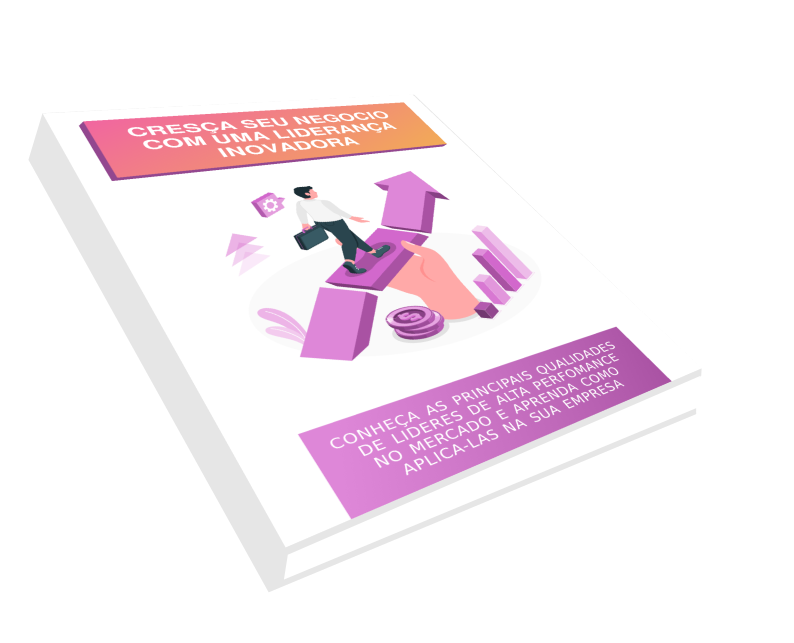 CRESÇA SEU NEGOCIO
COM UMA LIDERANÇA
INOVADORA
CONHEÇA AS PRINCIPAIS QUALIDADES
DE LÍDERES DE ALTA PERFOMANCE
NO MERCADO E APRENDA COMO
APLICA-LAS NA SUA EMPRESA